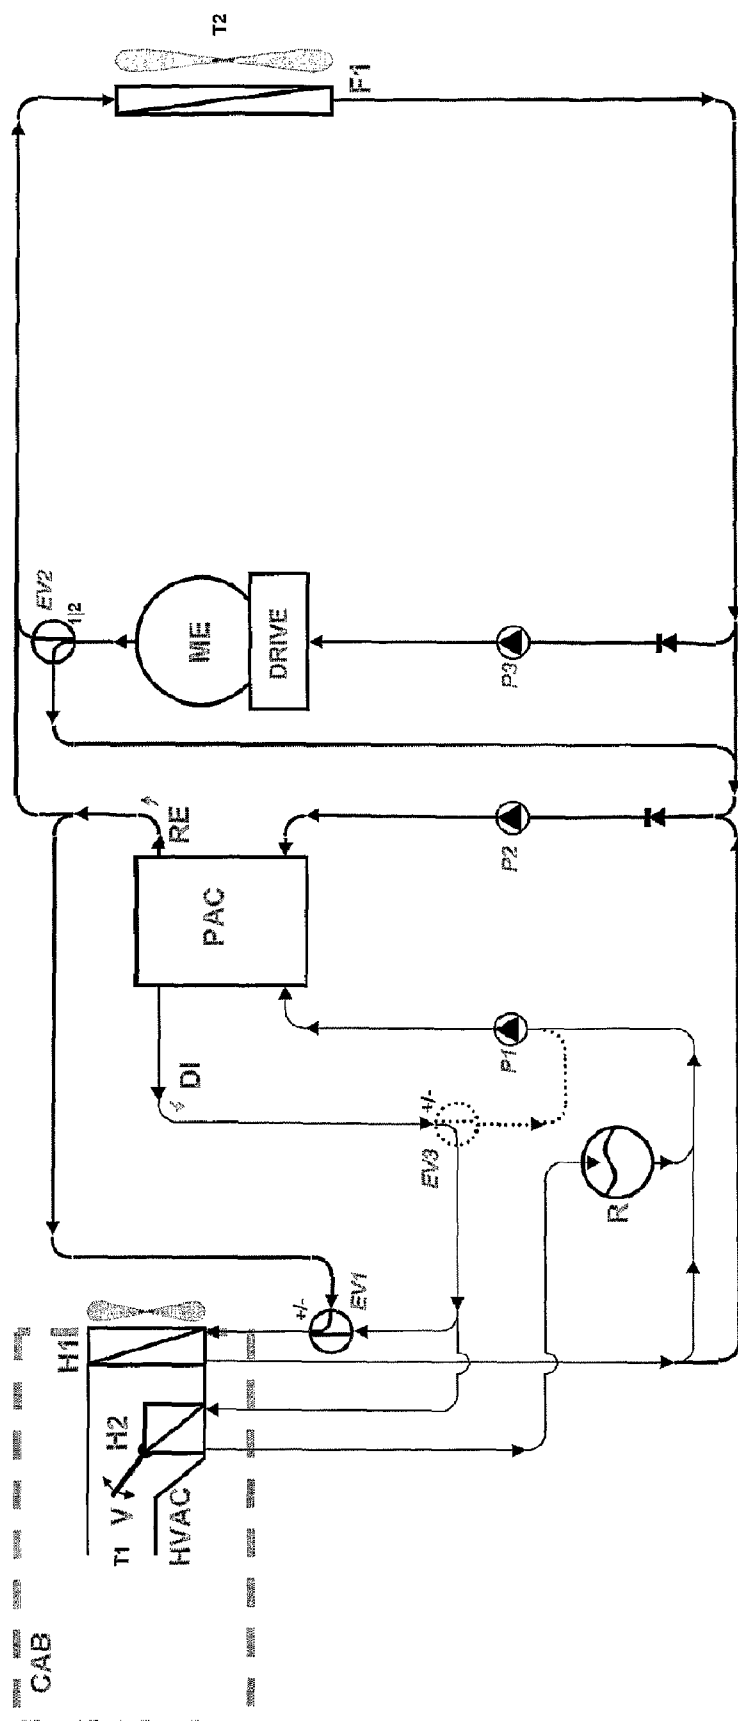 T2
F1
EV2
1|2
ME
DRIVE
P3
RE
P2
PAC
DI
P1
+/-
EV3
R
+/-
EV1
H1
H2
V
T1
HVAC
CAB